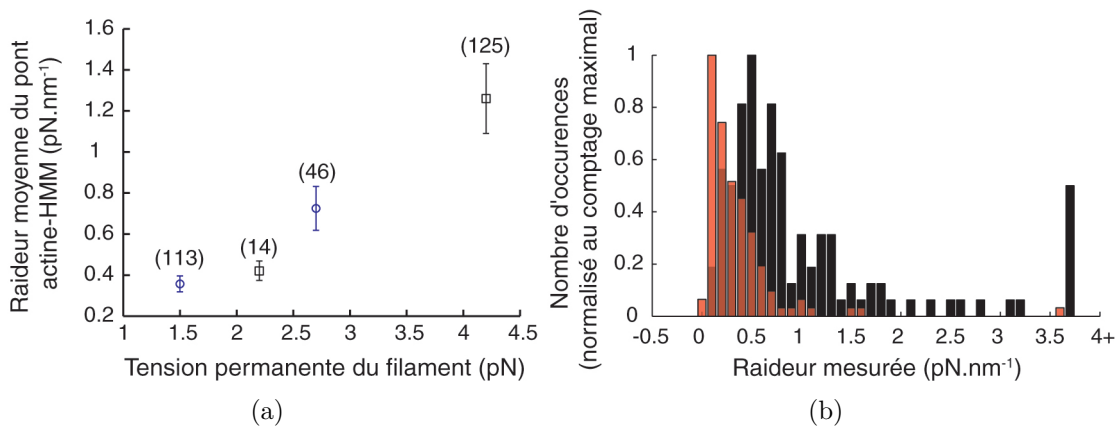 Raideur moyenne du pont
actine-HMM (pN.nm-1)
1.6
1.4
1.2
1
0.8
0.6
0.4
0.2
(113)
(14)
(46)
(125)
1 1.5 2 2.5 3 3.5 4 4.5
Tension permanente du filament (pN)
(a)
Nombre d'occurences
(normalisé au comptage maximal)
1
0.8
0.6
0.4
0.2
0
-0.5 0 0.5 1 1.5 2 2.5 3 3.5 4+
Raideur mesurée (pN.nm-1)
(b)